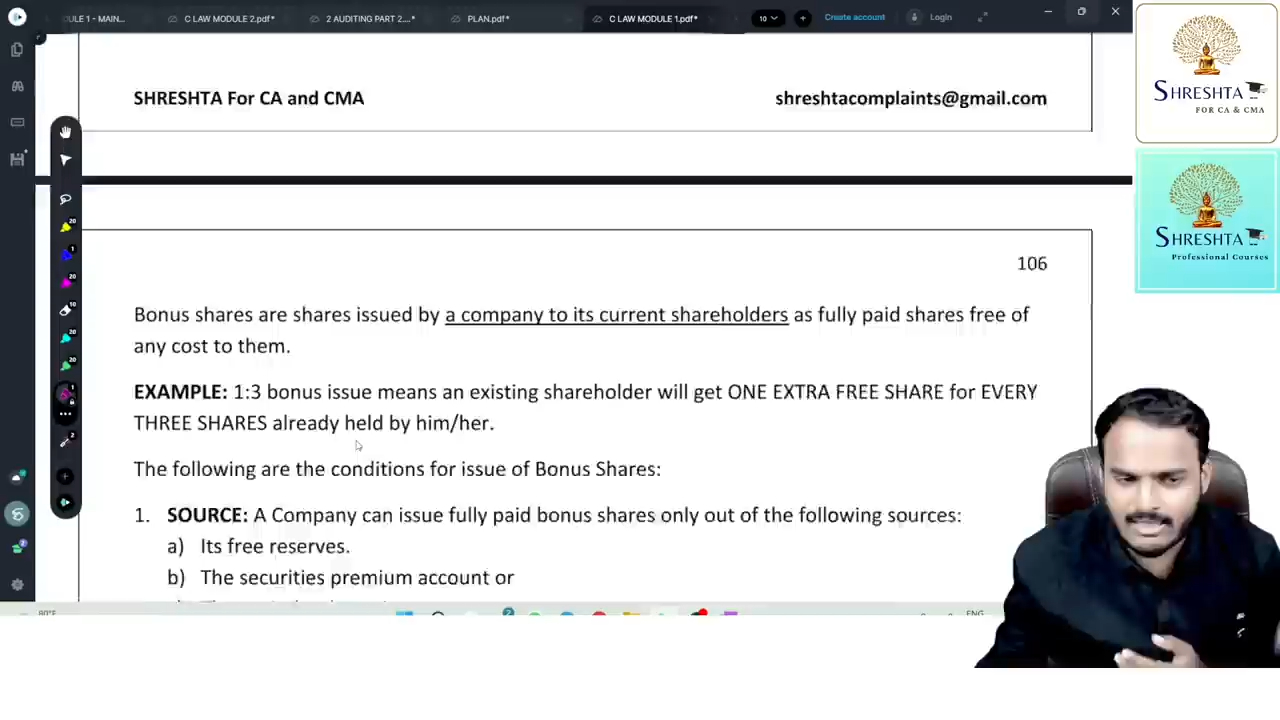 C LAW MODULE 2.pdf*
2 AUDITING PART 2....*
PLAN.pdf*
C LAW MODULE 1.pdf*
10
Create account
Login
SHRESHTA For CA and CMA
shreshtacomplaints@gmail.com
106
Bonus shares are shares issued by a company to its current shareholders as fully paid shares free of
any cost to them.
EXAMPLE: 1:3 bonus issue means an existing shareholder will get ONE EXTRA FREE SHARE for EVERY
THREE SHARES already held by him/her.
The following are the conditions for issue of Bonus Shares:
1. SOURCE: A Company can issue fully paid bonus shares only out of the following sources:
a) Its free reserves.
b) The securities premium account or
SHRESHTA
FOR CA & CMA
SHRESHTA
Professional Courses